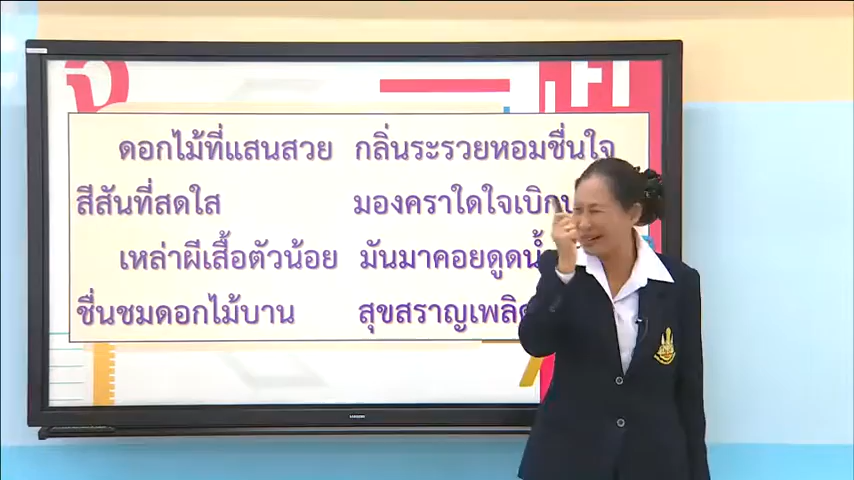 ดอกไม้ที่แสนสวย กลิ่นระรวยหอมชื่นใจ
สีสันที่สดใส มองคราใดใจเบิก
เหล่าผีเสื้อตัวน้อย มันมาคอยดูด
ชื่นชมดอกไม้บาน สุขสราญ
SAMSUNG